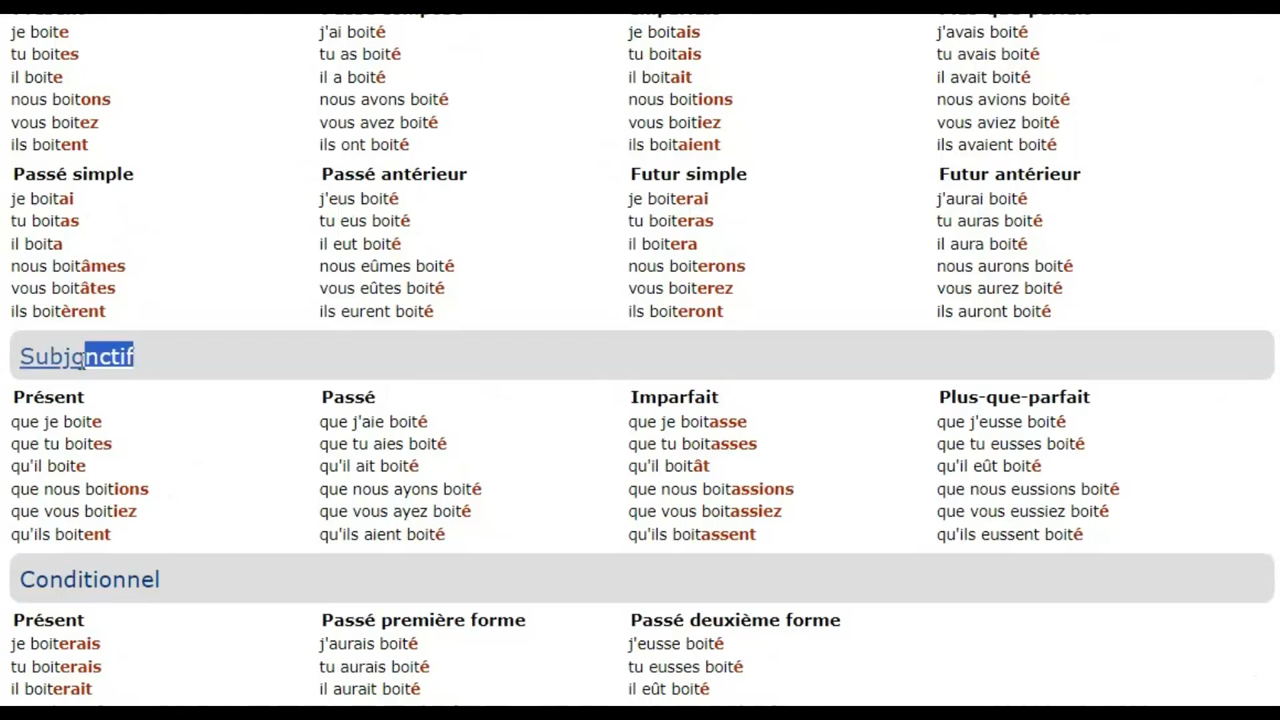 je boite
tu boites
il boite
nous boitons
vous boitez
ils boitent
j'ai boité
tu as boité
il a boité
nous avons boité
vous avez boité
ils ont boité
je boitais
tu boitais
il boitait
nous boitions
vous boitiez
ils boitaient
j'avais boité
tu avais boité
il avait boité
nous avions boité
vous aviez boité
ils avaient boité
Passé simple
je boitai
tu boitas
il boita
nous boitâmes
vous boitâtes
ils boitèrent
Passé antérieur
j'eus boité
tu eus boité
il eut boité
nous eûmes boité
vous eûtes boité
ils eurent boité
Futur simple
je boiterai
tu boiteras
il boitera
nous boiterons
vous boiterez
ils boiteront
Futur antérieur
j'aurai boité
tu auras boité
il aura boité
nous aurons boité
vous aurez boité
ils auront boité
Subjonctif
Présent
que je boite
que tu boites
qu'il boite
que nous boitions
que vous boitiez
qu'ils boitent
Passé
que j'aie boité
que tu aies boité
qu'il ait boité
que nous ayons boité
que vous ayez boité
qu'ils aient boité
Imparfait
que je boitasse
que tu boitasses
qu'il boitât
que nous boitassions
que vous boitassiez
qu'ils boitassent
Plus-que-parfait
que j'eusse boité
que tu eusses boité
qu'il eût boité
que nous eussions boité
que vous eussiez boité
qu'ils eussent boité
Conditionnel
Présent
je boiterais
tu boiterais
il boiterait
Passé première forme
j'aurais boité
tu aurais boité
il aurait boité
Passé deuxième forme
j'eusse boité
tu eusses boité
il eût boité